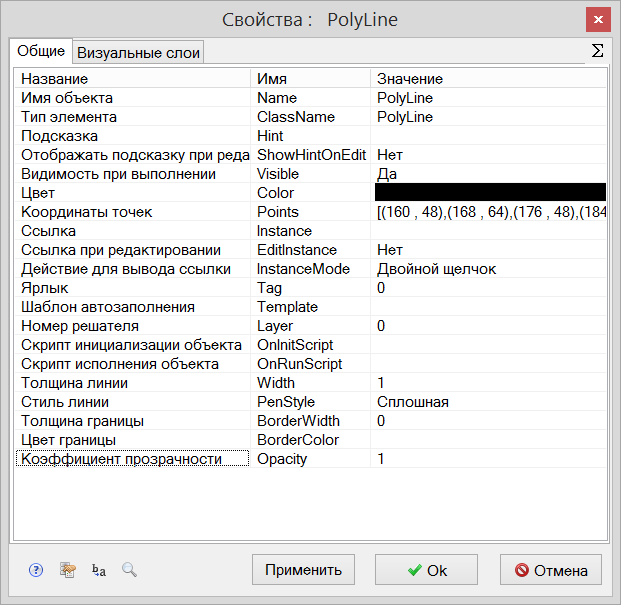 Свойства : PolyLine
Общие Визуальные слои Σ
Название Имя Значение
Имя объекта Name PolyLine
Тип элемента ClassName PolyLine
Подсказка Hint
Отображать подсказку при реда ShowHintOnEdit Нет
Видимость при выполнении Visible Да
Цвет Color
Координаты точек Points [(160 , 48),(168 , 64),(176 , 48),(184
Ссылка Instance
Ссылка при редактировании EditInstance Нет
Действие для вывода ссылки InstanceMode Двойной щелчок
Ярлык Tag 0
Шаблон автозаполнения Template
Номер решателя Layer 0
Скрипт инициализации объекта OnInitScript
Скрипт исполнения объекта OnRunScript
Толщина линии Width 1
Стиль линии PenStyle Сплошная
Толщина границы BorderWidth 0
Цвет границы BorderColor
Коэффициент прозрачности Opacity 1
? ba Применить Ok Отмена